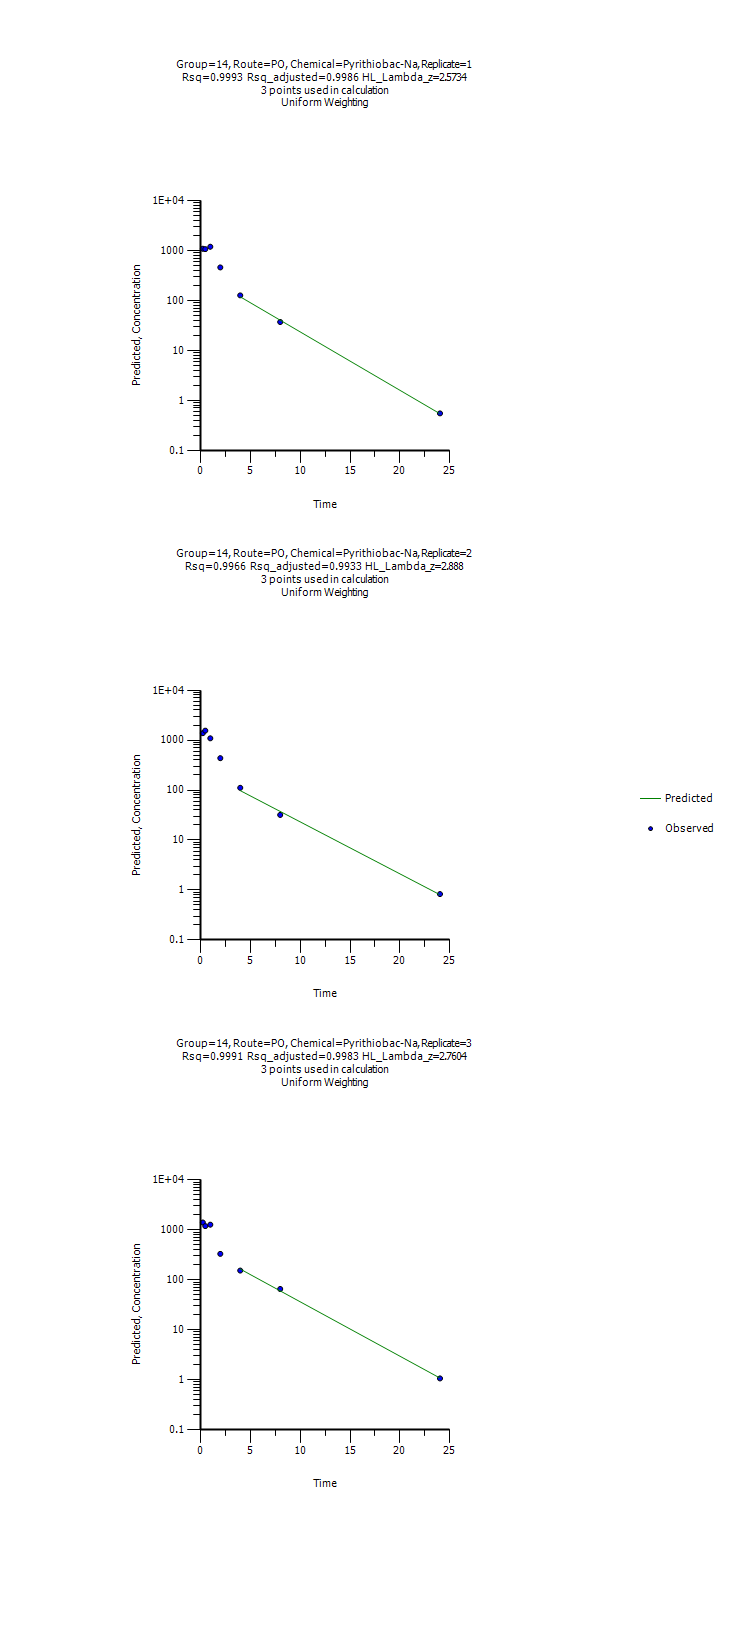 Group=14, Route=PO, Chemical=Pyrithiobac-Na, Replicate=1
Rsq=0.9993 Rsq_adjusted=0.9986 HL_Lambda_z=2.5734
3 points used in calculation
Uniform Weighting
1E+04
1000
100
10
1
0.1
Predicted, Concentration
0 5 10 15 20 25
Time
Group=14, Route=PO, Chemical=Pyrithiobac-Na, Replicate=2
Rsq=0.9966 Rsq_adjusted=0.9933 HL_Lambda_z=2.888
3 points used in calculation
Uniform Weighting
1E+04
1000
100
10
1
0.1
Predicted, Concentration
0 5 10 15 20 25
Time
Predicted
Observed
Group=14, Route=PO, Chemical=Pyrithiobac-Na, Replicate=3
Rsq=0.9991 Rsq_adjusted=0.9983 HL_Lambda_z=2.7604
3 points used in calculation
Uniform Weighting
1E+04
1000
100
10
1
0.1
Predicted, Concentration
0 5 10 15 20 25
Time